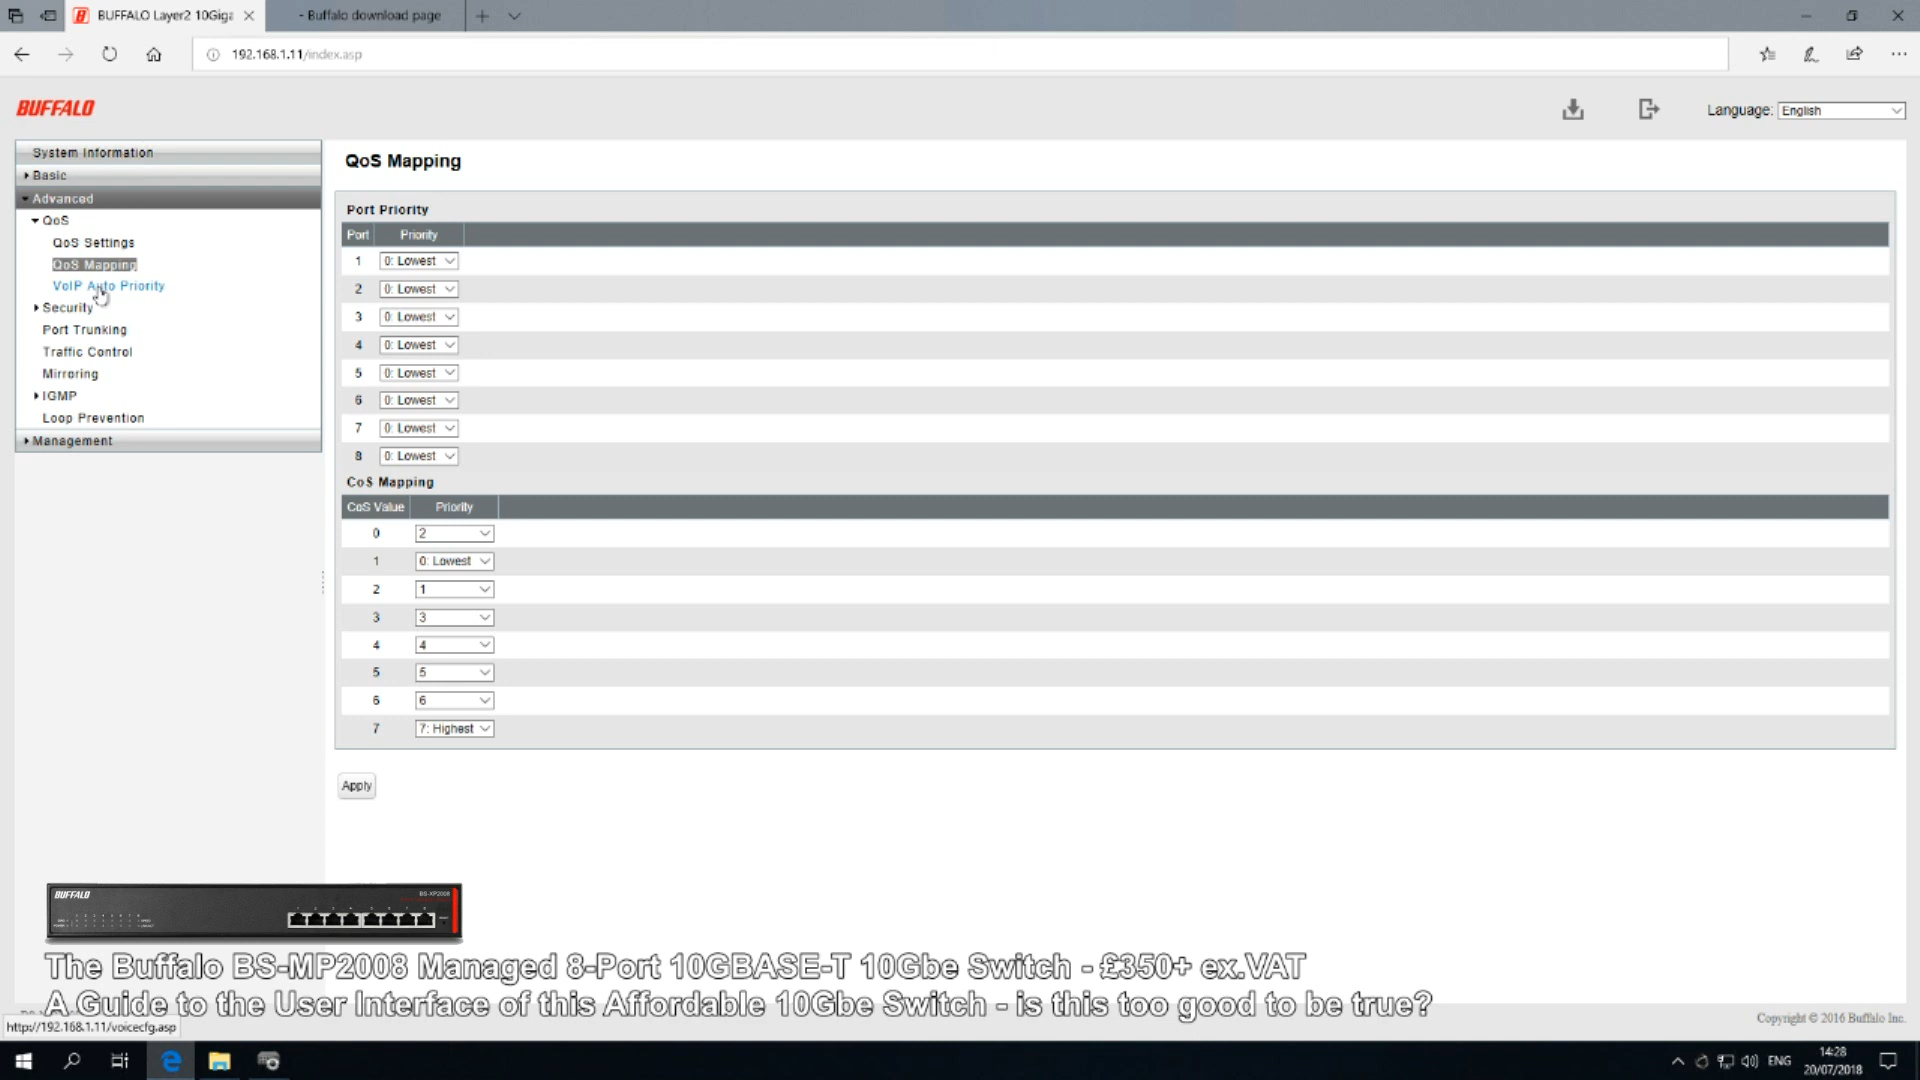 BUFFALO Layer2 10Giga
- Buffalo download page
192.168.1.11/index.asp
BUFFALO
Language: English
System Information
Basic
Advanced
QoS
QoS Settings
QoS Mapping
VoIP Auto Priority
Security
Port Trunking
Traffic Control
Mirroring
IGMP
Loop Prevention
Management
QoS Mapping
Port Priority
Port Priority
1 0: Lowest
2 0: Lowest
3 0: Lowest
4 0: Lowest
5 0: Lowest
6 0: Lowest
7 0: Lowest
8 0: Lowest
CoS Mapping
CoS Value Priority
0 2
1 0: Lowest
2 1
3 3
4 4
5 5
6 6
7 7: Highest
Apply
BUFFALO
BS-XP2008
The Buffalo BS-MP2008 Managed 8-Port 10GBASE-T 10Gbe Switch - £350+ ex.VAT
A Guide to the User Interface of this Affordable 10Gbe Switch - is this too good to be true?
http://192.168.1.11/voicecfg.asp
Copyright © 2016 Buffalo Inc.
ENG
14:28
20/07/2018